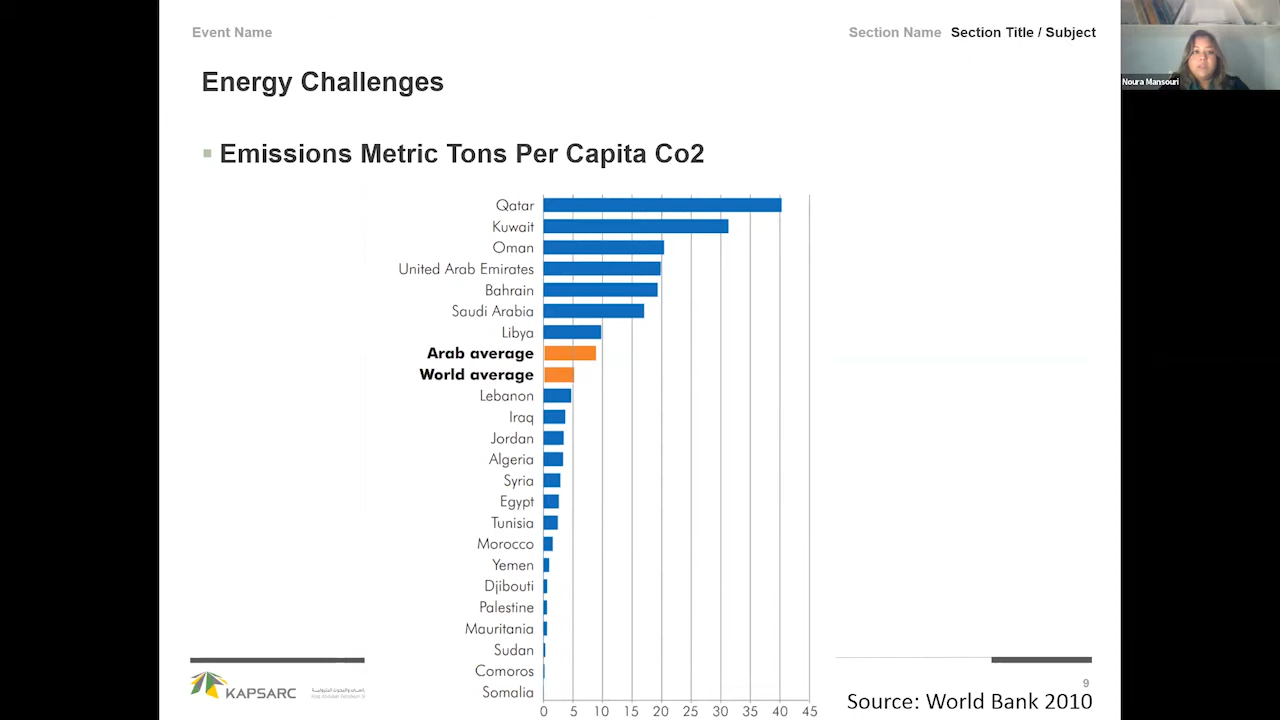 Event Name
Section Name Section Title / Subject
Noura Mansouri
Energy Challenges
Emissions Metric Tons Per Capita Co2
Qatar
Kuwait
Oman
United Arab Emirates
Bahrain
Saudi Arabia
Libya
Arab average
World average
Lebanon
Iraq
Jordan
Algeria
Syria
Egypt
Tunisia
Morocco
Yemen
Djibouti
Palestine
Mauritania
Sudan
Comoros
Somalia
0 5 10 15 20 25 30 35 40 45
KAPSARC
9
Source: World Bank 2010